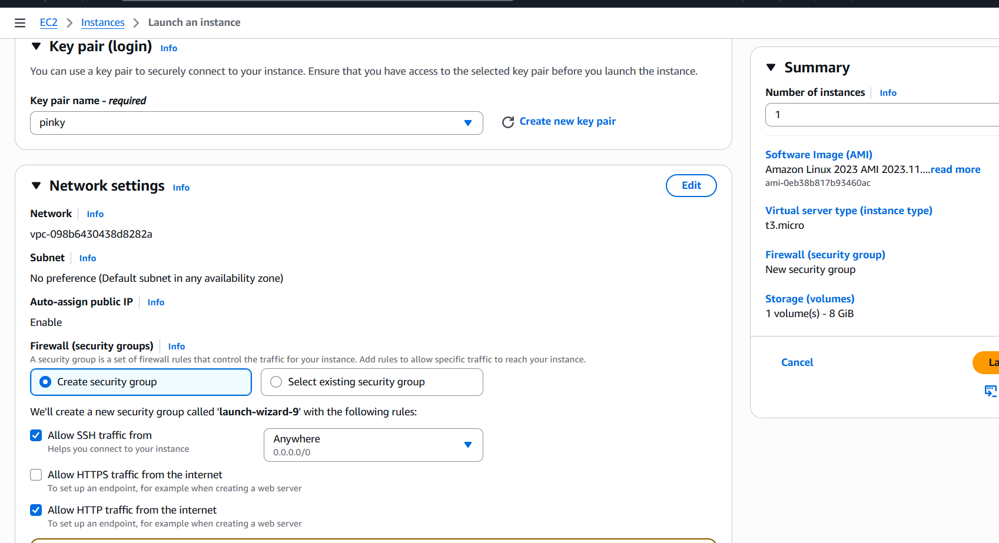 EC2 > Instances > Launch an instance
Key pair (login) Info
You can use a key pair to securely connect to your instance. Ensure that you have access to the selected key pair before you launch the instance.
Key pair name - required
pinky
Create new key pair
Network settings Info
Edit
Network Info
vpc-098b6430438d8282a
Subnet Info
No preference (Default subnet in any availability zone)
Auto-assign public IP Info
Enable
Firewall (security groups) Info
A security group is a set of firewall rules that control the traffic for your instance. Add rules to allow specific traffic to reach your instance.
Create security group
Select existing security group
We'll create a new security group called 'launch-wizard-9' with the following rules:
Allow SSH traffic from
Helps you connect to your instance
Anywhere
0.0.0.0/0
Allow HTTPS traffic from the internet
To set up an endpoint, for example when creating a web server
Allow HTTP traffic from the internet
To set up an endpoint, for example when creating a web server
Summary
Number of instances Info
1
Software Image (AMI)
Amazon Linux 2023 AMI 2023.11....read more
ami-0eb38b817b93460ac
Virtual server type (instance type)
t3.micro
Firewall (security group)
New security group
Storage (volumes)
1 volume(s) - 8 GiB
Cancel
La